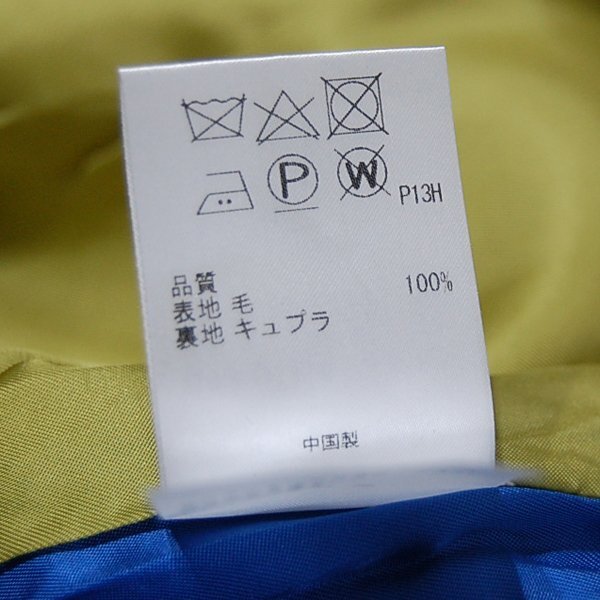 P W P13H
品質
表地 毛 100%
裏地 キュプラ
中国製